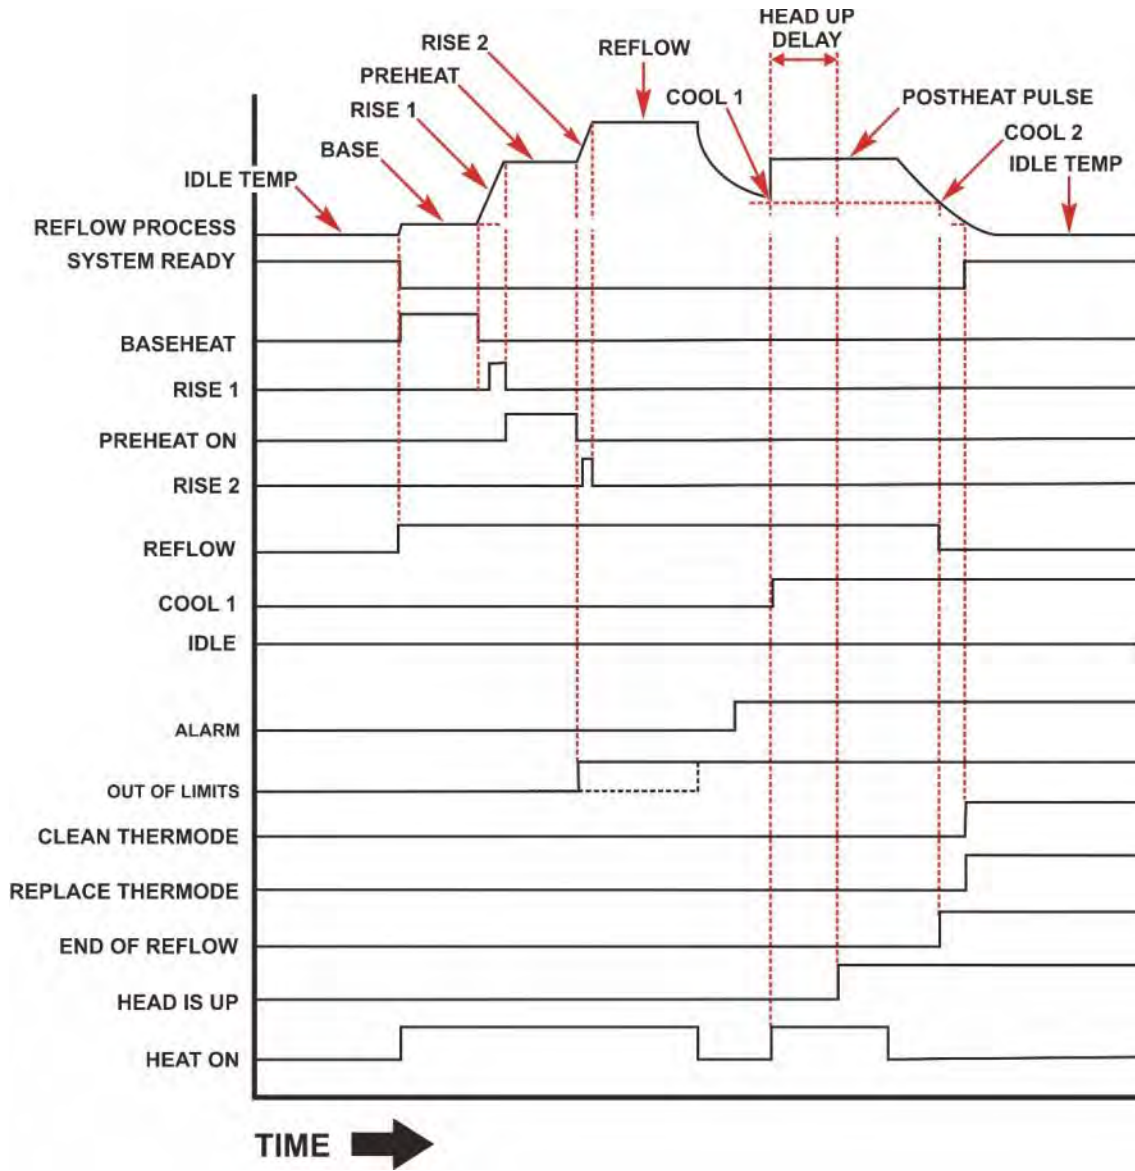 HEAD UP
DELAY
RISE 2
REFLOW
PREHEAT
COOL 1
POSTHEAT PULSE
RISE 1
COOL 2
BASE
IDLE TEMP
IDLE TEMP
REFLOW PROCESS
SYSTEM READY
BASEHEAT
RISE 1
PREHEAT ON
RISE 2
REFLOW
COOL 1
IDLE
ALARM
OUT OF LIMITS
CLEAN THERMODE
REPLACE THERMODE
END OF REFLOW
HEAD IS UP
HEAT ON
TIME